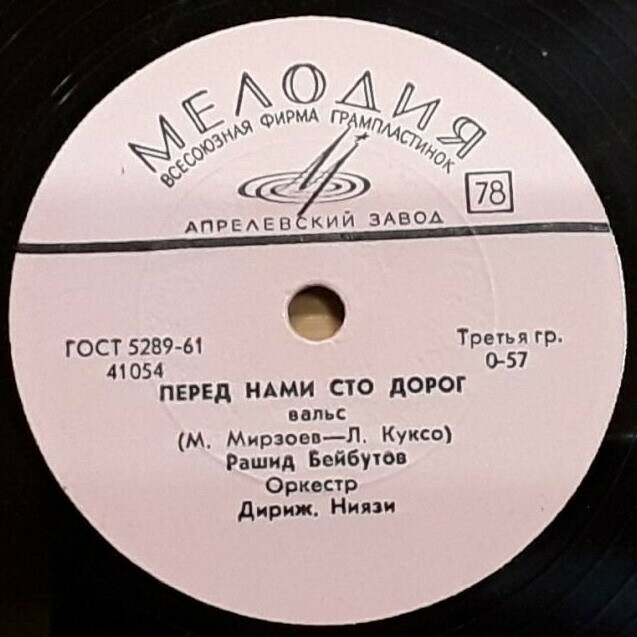 МЕЛОДИЯ
ВСЕСОЮЗНАЯ ФИРМА ГРАМПЛАСТИНОК
78
АПРЕЛЕВСКИЙ ЗАВОД
ГОСТ 5289-61
41054
Третья гр.
0-57
ПЕРЕД НАМИ СТО ДОРОГ
вальс
(М. Мирзоев—Л. Куксо)
Рашид Бейбутов
Оркестр
Дириж. Ниязи